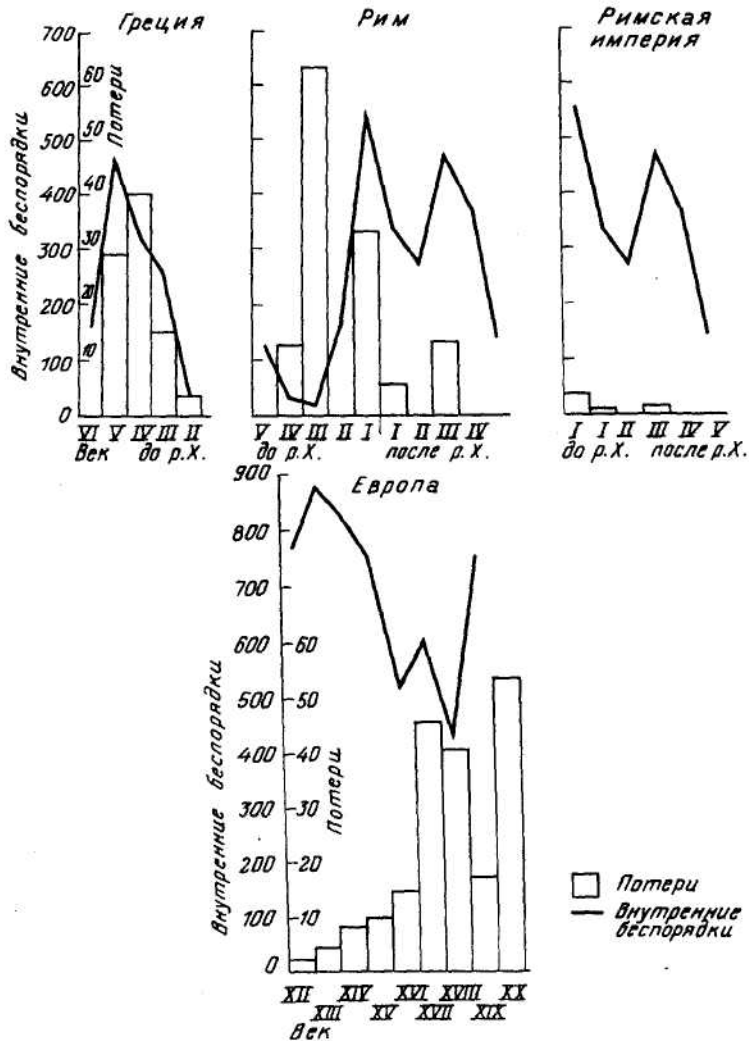 Греция
Рим
Римская
империя
Внутренние беспорядки
700
600
500
400
300
200
100
0
60
50
40
30
20
10
Потери
VI V IV III II
Век до р.х.
V IV III II I I II III IV
до р.х. после р.х.
I I II III IV V
до р.х. после р.х.
Европа
Внутренние беспорядки
900
800
700
600
500
400
300
200
100
0
60
50
40
30
20
10
Потери
XII XIV XVI XVIII XX
XIII XV XVII XIX
Век
Потери
Внутренние
беспорядки